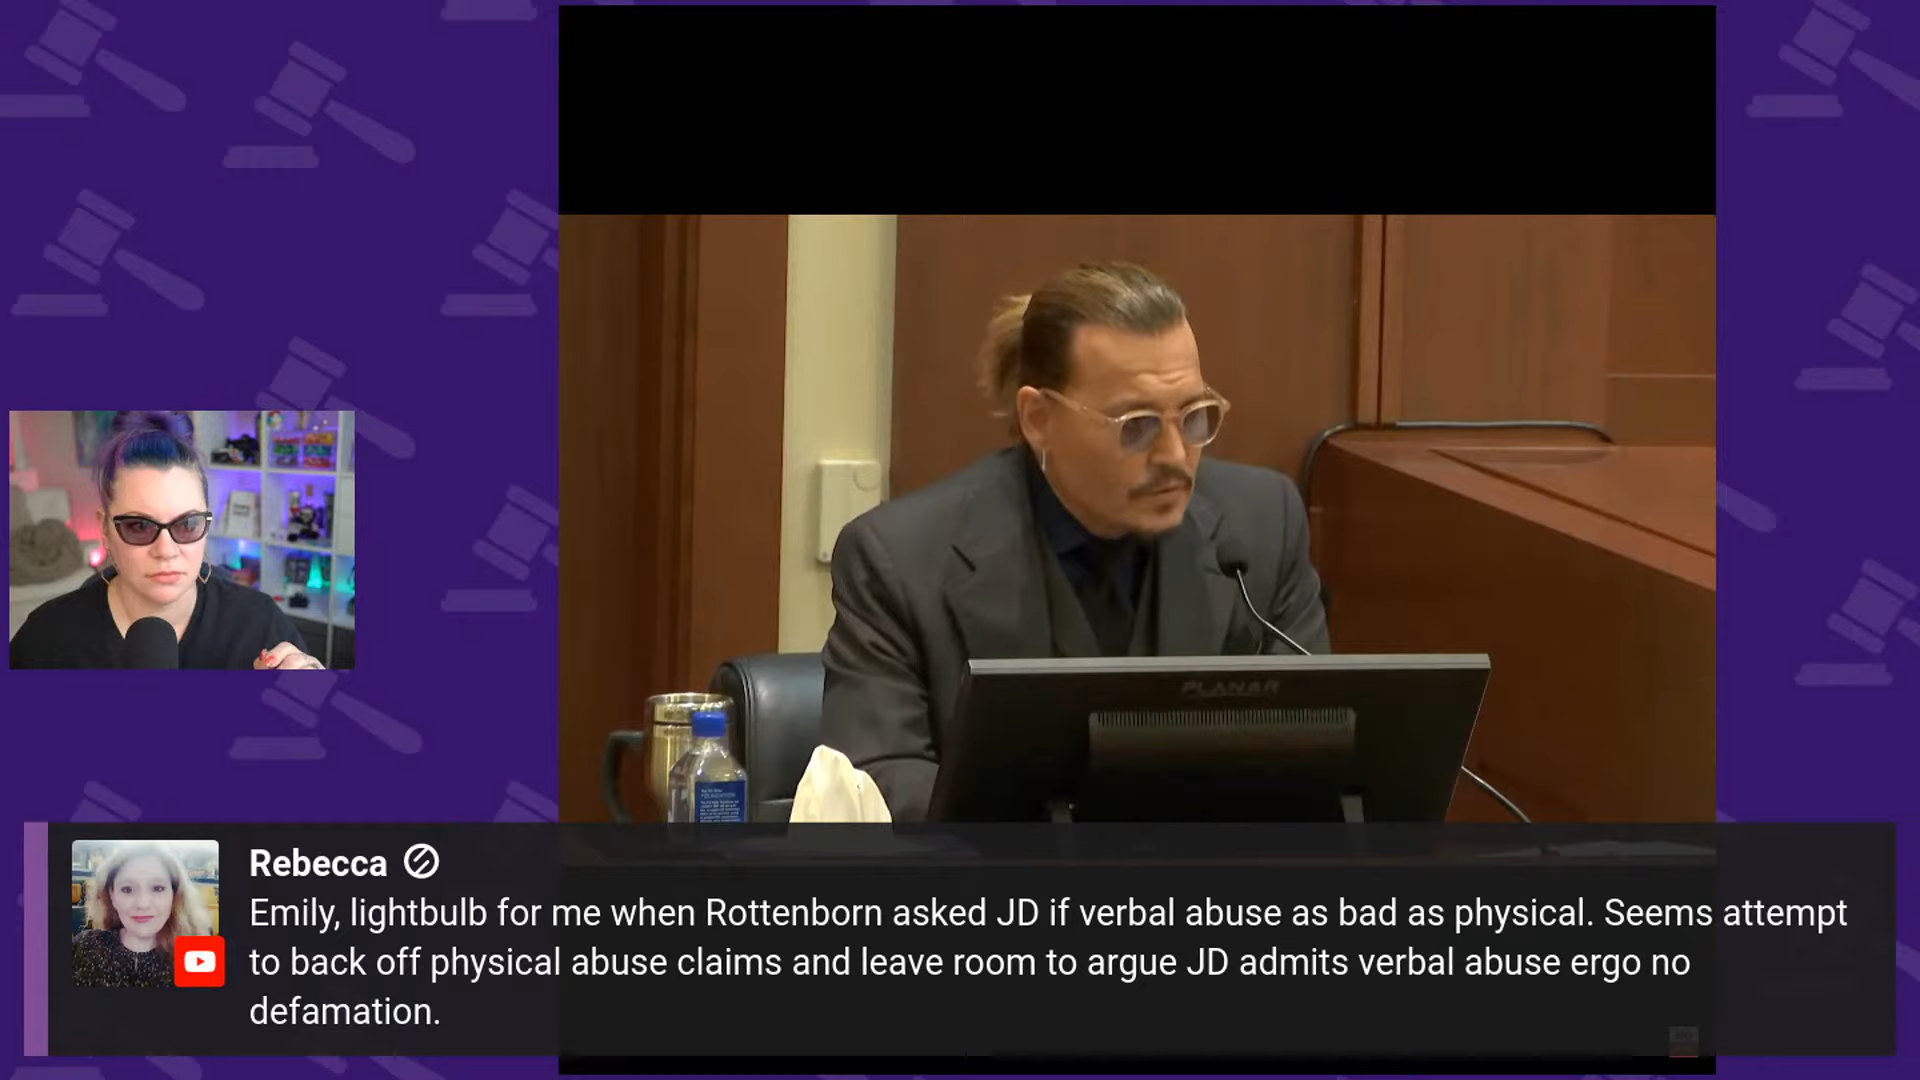 PLANAR
Rebecca
Emily, lightbulb for me when Rottenborn asked JD if verbal abuse as bad as physical. Seems attempt
to back off physical abuse claims and leave room to argue JD admits verbal abuse ergo no
defamation.